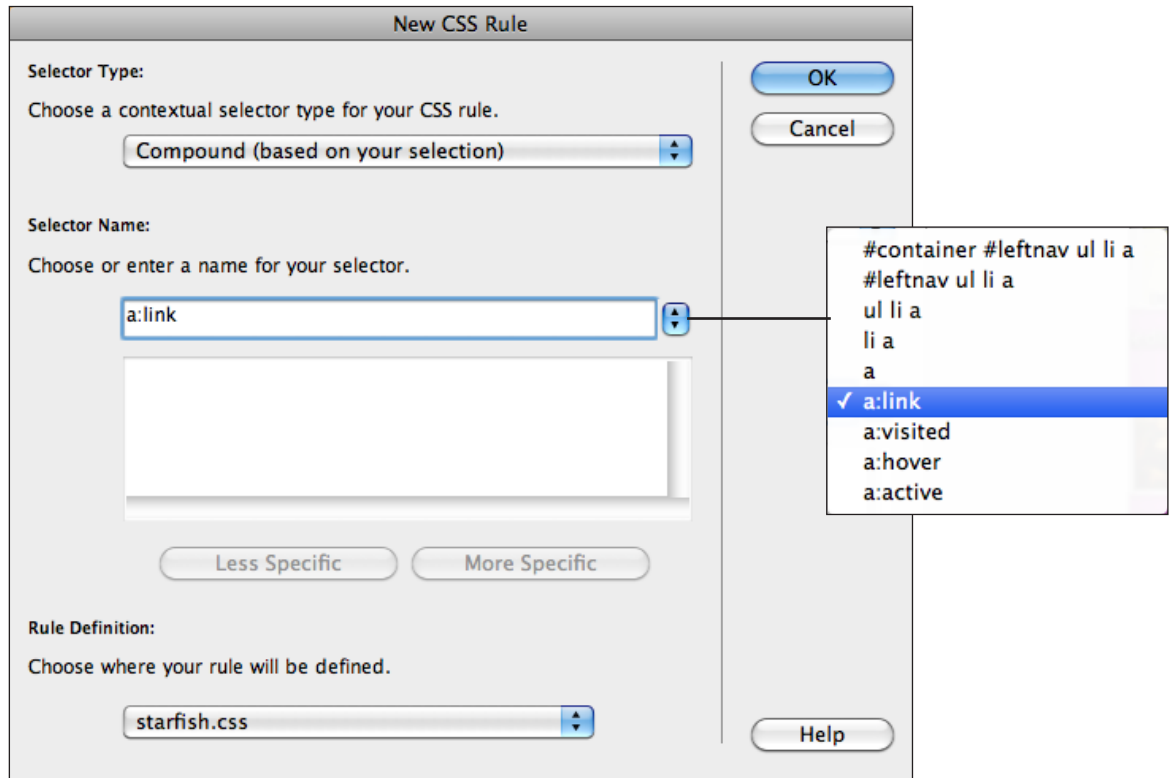 New CSS Rule
Selector Type:
Choose a contextual selector type for your CSS rule.
Compound (based on your selection)
OK
Cancel
Selector Name:
Choose or enter a name for your selector.
a:link
#container #leftnav ul li a
#leftnav ul li a
ul li a
li a
a
✓ a:link
a:visited
a:hover
a:active
Less Specific
More Specific
Rule Definition:
Choose where your rule will be defined.
starfish.css
Help